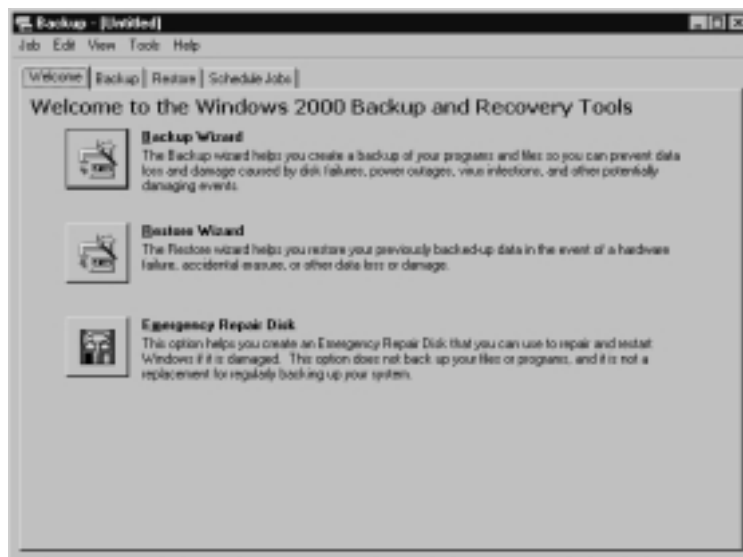 Backup - [Untitled]
Job Edit View Tools Help
Welcome Backup Restore Schedule Jobs
Welcome to the Windows 2000 Backup and Recovery Tools
Backup Wizard
The Backup wizard helps you create a backup of your programs and files so you can prevent data
loss and damage caused by disk failures, power outages, virus infections, and other potentially
damaging events.
Restore Wizard
The Restore wizard helps you restore your previously backed-up data in the event of a hardware
failure, accidental erasure, or other data loss or damage.
Emergency Repair Disk
This option helps you create an Emergency Repair Disk that you can use to repair and restart
Windows if it is damaged. This option does not back up your files or programs, and it is not a
replacement for regularly backing up your system.